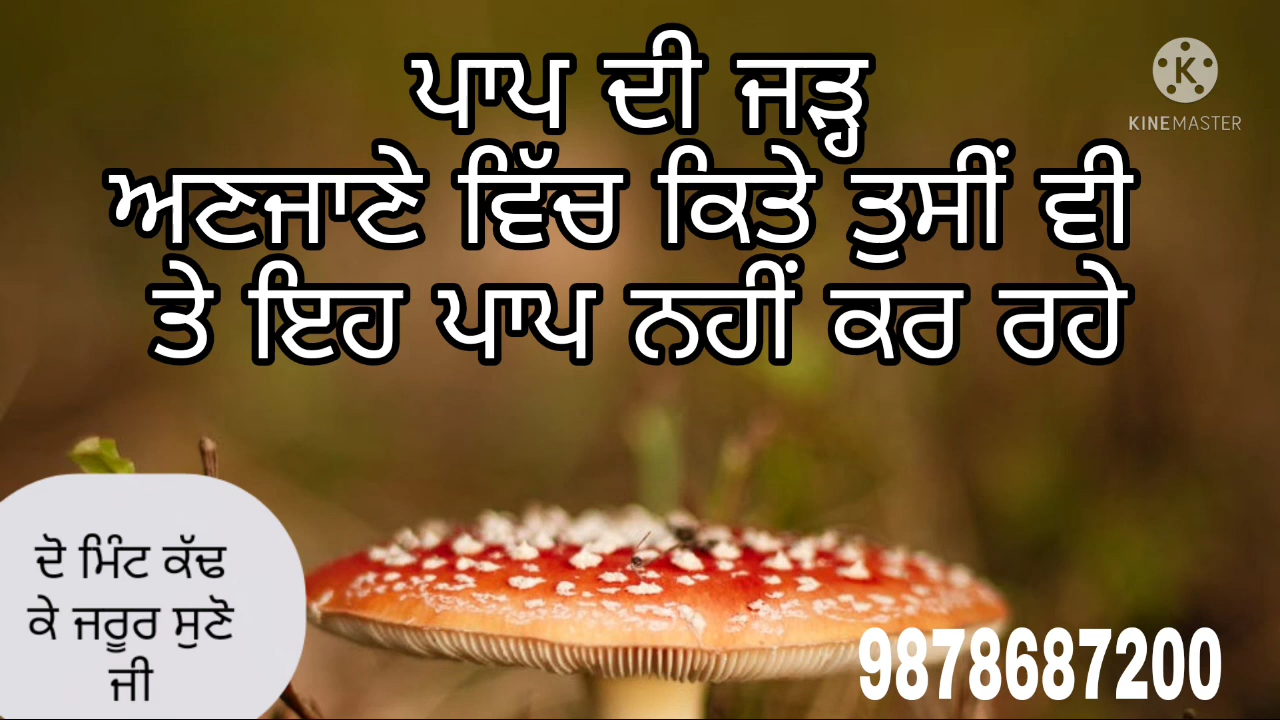 ਪਾਪ ਦੀ ਜੜ੍ਹ
ਅਣਜਾਣੇ ਵਿੱਚ ਕਿਤੇ ਤੁਸੀਂ ਵੀ
ਤੇ ਇਹ ਪਾਪ ਨਹੀਂ ਕਰ ਰਹੇ
K
KINEMASTER
ਦੋ ਮਿੰਟ ਕੱਢ
ਕੇ ਜਰੂਰ ਸੁਣੋ
ਜੀ
9878687200